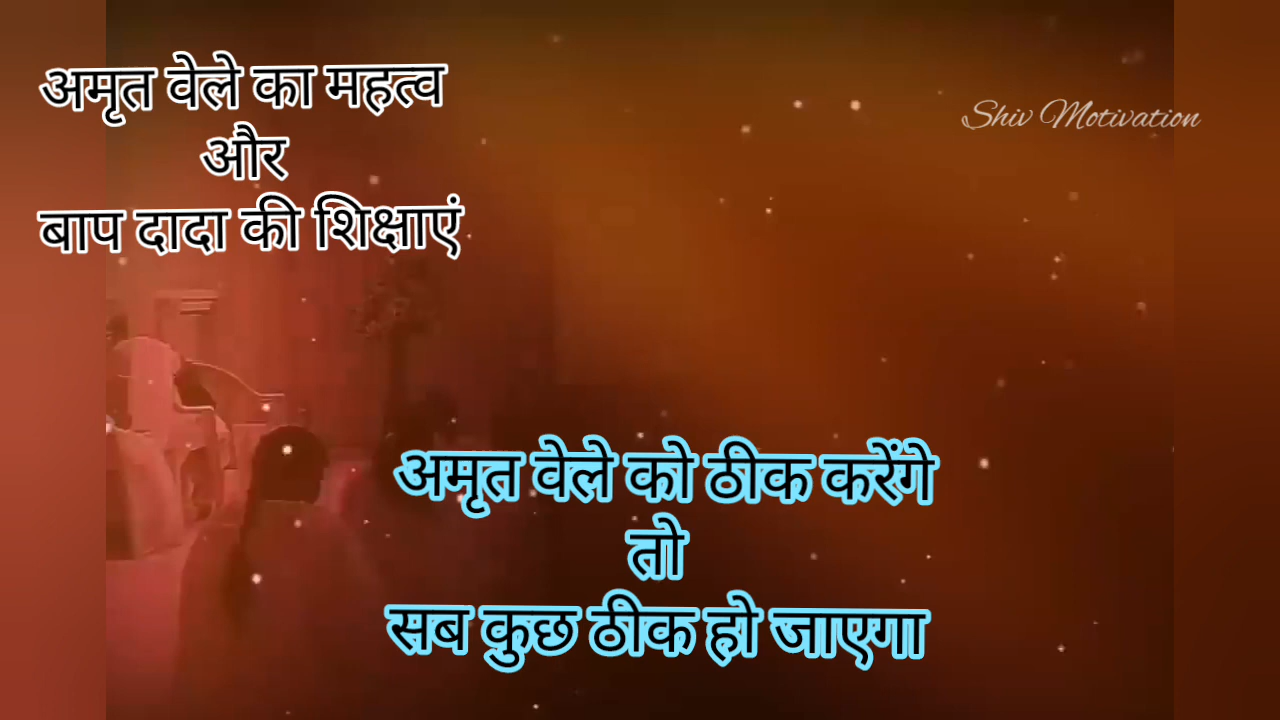 अमृत वेले का महत्व
और
बाप दादा की शिक्षाएं
Shiv Motivation
अमृत वेले को ठीक करेंगे
तो
सब कुछ ठीक हो जाएगा